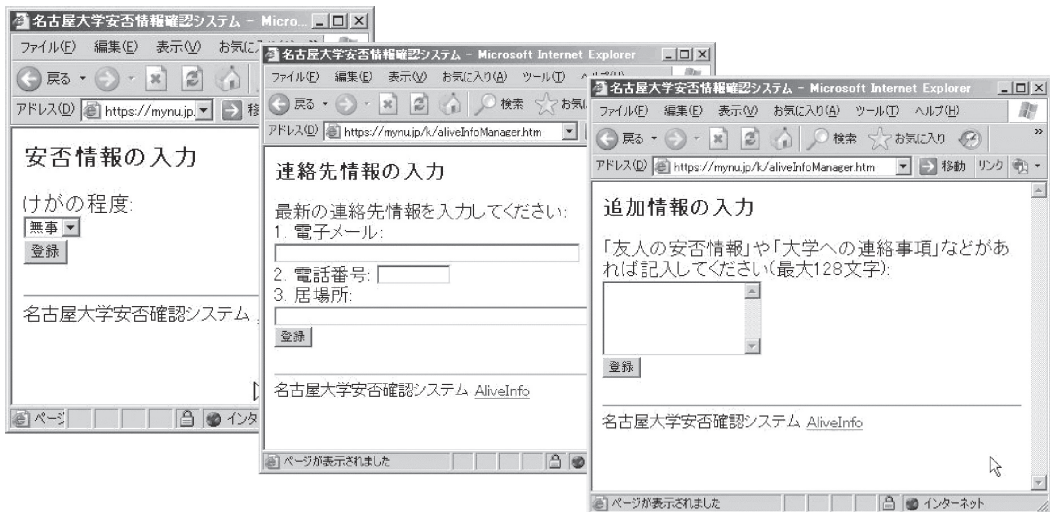 名古屋大学安否情報確認システム - Micro...
ファイル(F) 編集(E) 表示(V) お気に
戻る
アドレス(D) https://mynu.jp.
安否情報の入力
けがの程度:
無事
登録
名古屋大学安否確認システム
ページ
インタ
名古屋大学安否情報確認システム - Microsoft Internet Explorer
ファイル(F) 編集(E) 表示(V) お気に入り(A) ツール(T)
戻る 検索 お気に
アドレス(D) https://mynu.jp/k/aliveInfoManager.htm
連絡先情報の入力
最新の連絡先情報を入力してください:
1. 電子メール:
2. 電話番号:
3. 居場所:
登録
名古屋大学安否確認システム AliveInfo
ページが表示されました
名古屋大学安否情報確認システム - Microsoft Internet Explorer
ファイル(F) 編集(E) 表示(V) お気に入り(A) ツール(T) ヘルプ(H)
戻る 検索 お気に入り »
アドレス(D) https://mynu.jp/k/aliveInfoManager.htm 移動 リンク
追加情報の入力
「友人の安否情報」や「大学への連絡事項」などがあ
れば記入してください(最大128文字):
登録
名古屋大学安否確認システム AliveInfo
ページが表示されました インターネット